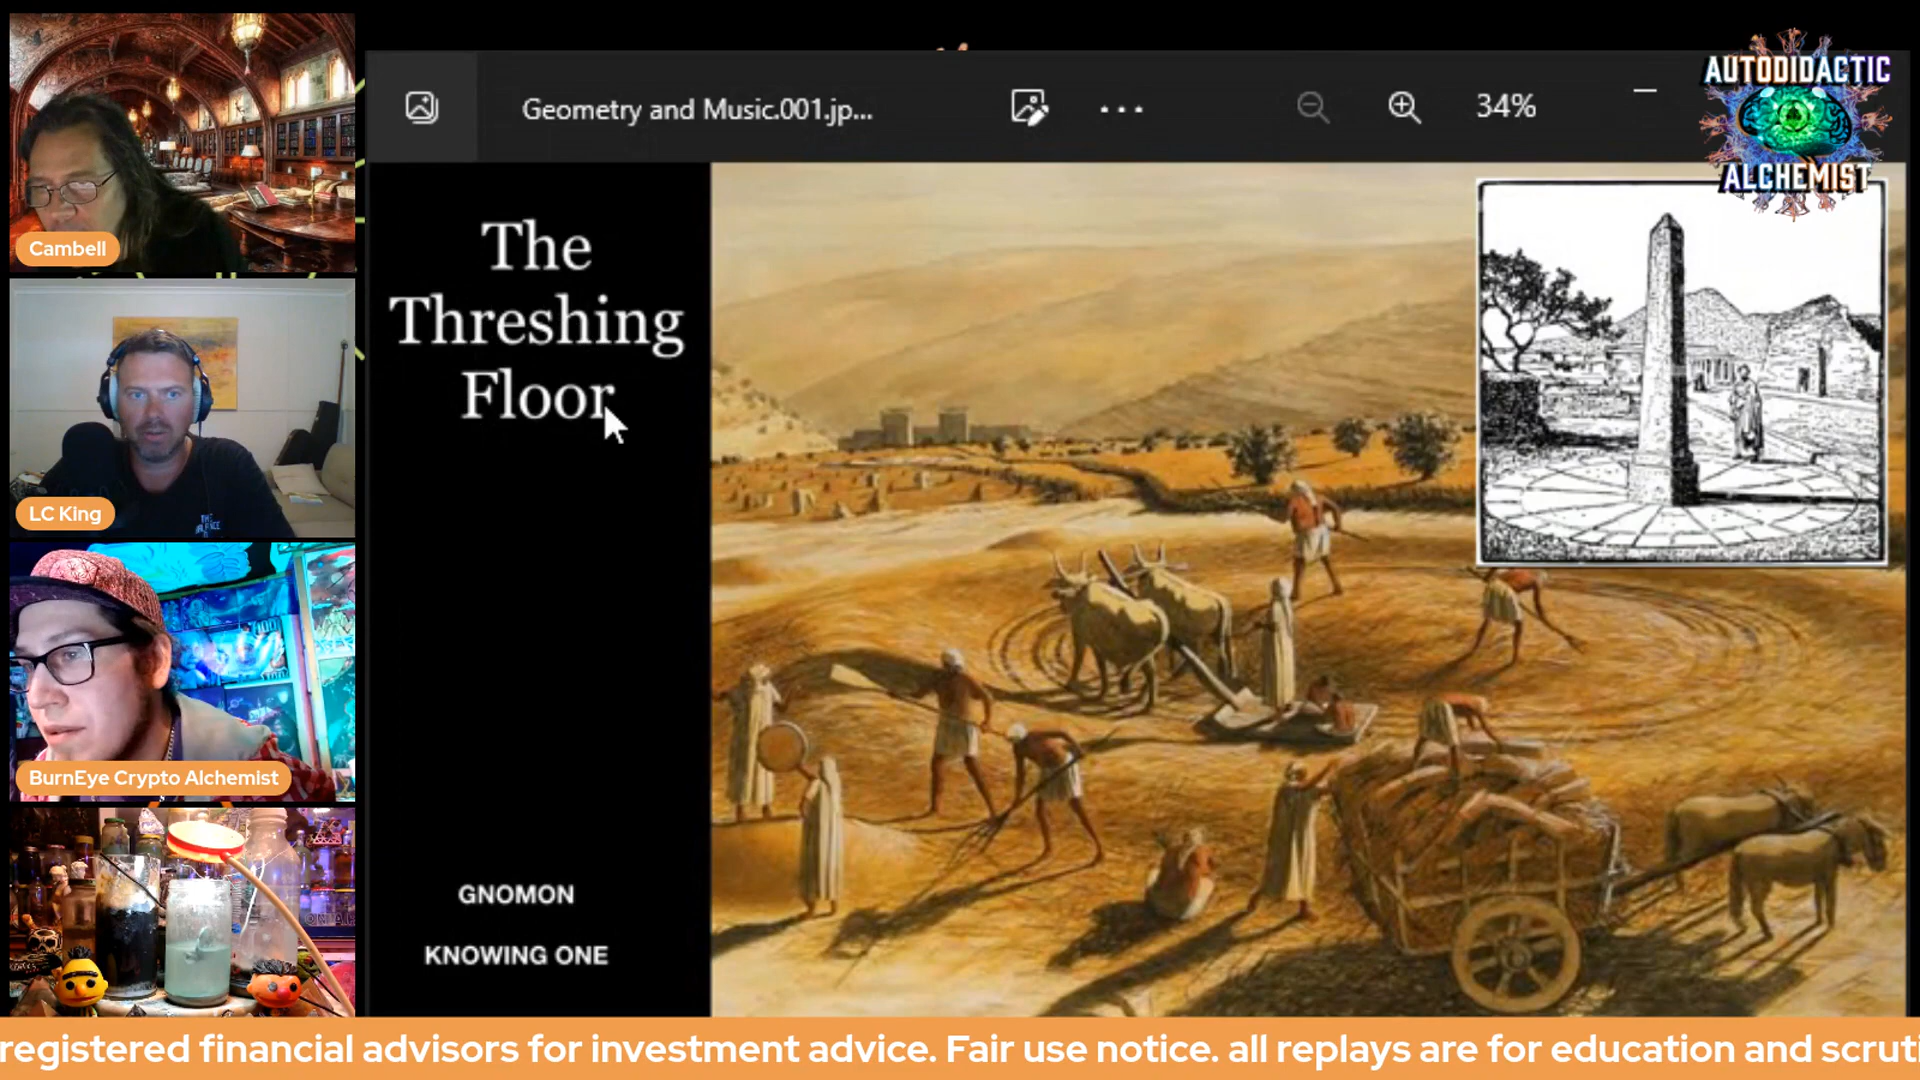 Geometry and Music.001.jp...
34%
AUTODIDACTIC
ALCHEMIST
The
Threshing
Floor
GNOMON
KNOWING ONE
Cambell
LC King
BurnEye Crypto Alchemist
registered financial advisors for investment advice. Fair use notice. all replays are for education and scruti